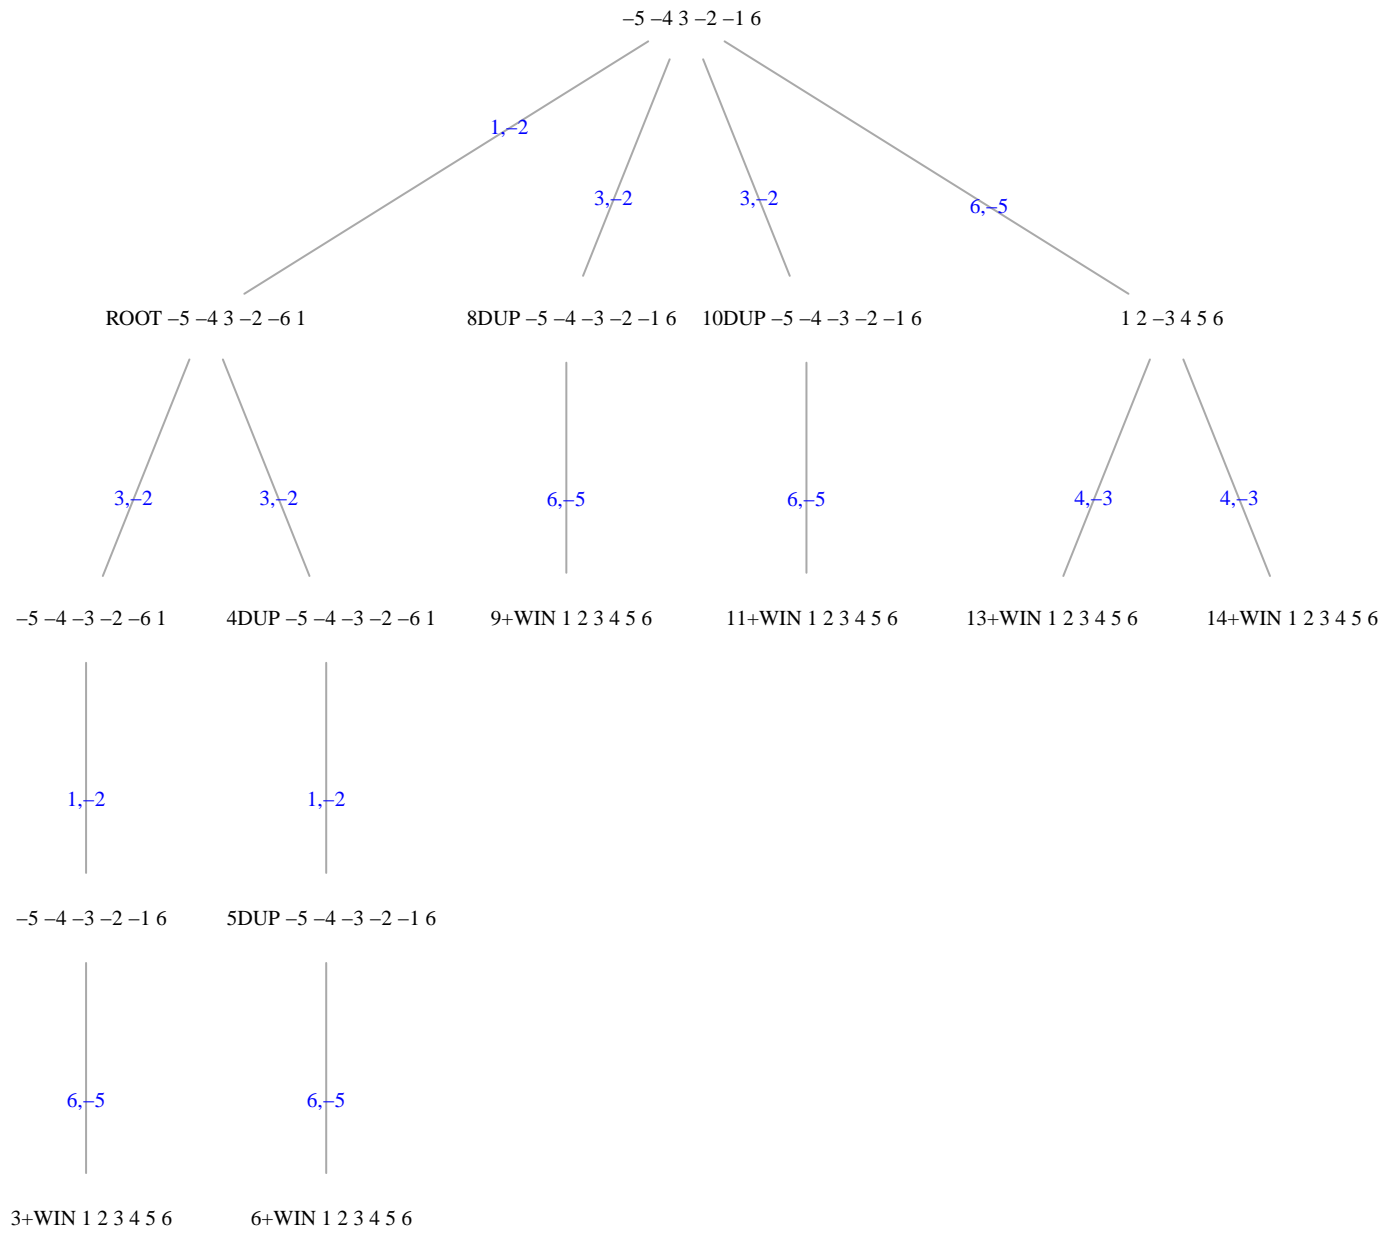 −5 −4 3 −2 −1 6
1,−2
3,−2
3,−2
6,−5
ROOT −5 −4 3 −2 −6 1
8DUP −5 −4 −3 −2 −1 6
10DUP −5 −4 −3 −2 −1 6
1 2 −3 4 5 6
3,−2
3,−2
6,−5
6,−5
4,−3
4,−3
−5 −4 −3 −2 −6 1
4DUP −5 −4 −3 −2 −6 1
9+WIN 1 2 3 4 5 6
11+WIN 1 2 3 4 5 6
13+WIN 1 2 3 4 5 6
14+WIN 1 2 3 4 5 6
1,−2
1,−2
−5 −4 −3 −2 −1 6
5DUP −5 −4 −3 −2 −1 6
6,−5
6,−5
3+WIN 1 2 3 4 5 6
6+WIN 1 2 3 4 5 6